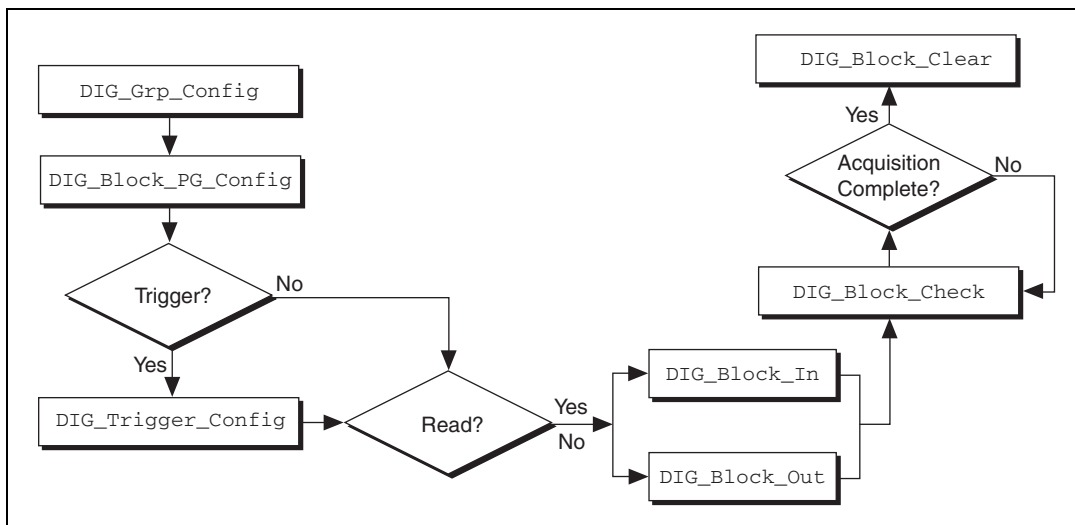 DIG_Grp_Config
DIG_Block_PG_Config
Trigger?
No
Yes
DIG_Trigger_Config
Read?
Yes
No
DIG_Block_In
DIG_Block_Out
DIG_Block_Check
Acquisition
Complete?
No
Yes
DIG_Block_Clear